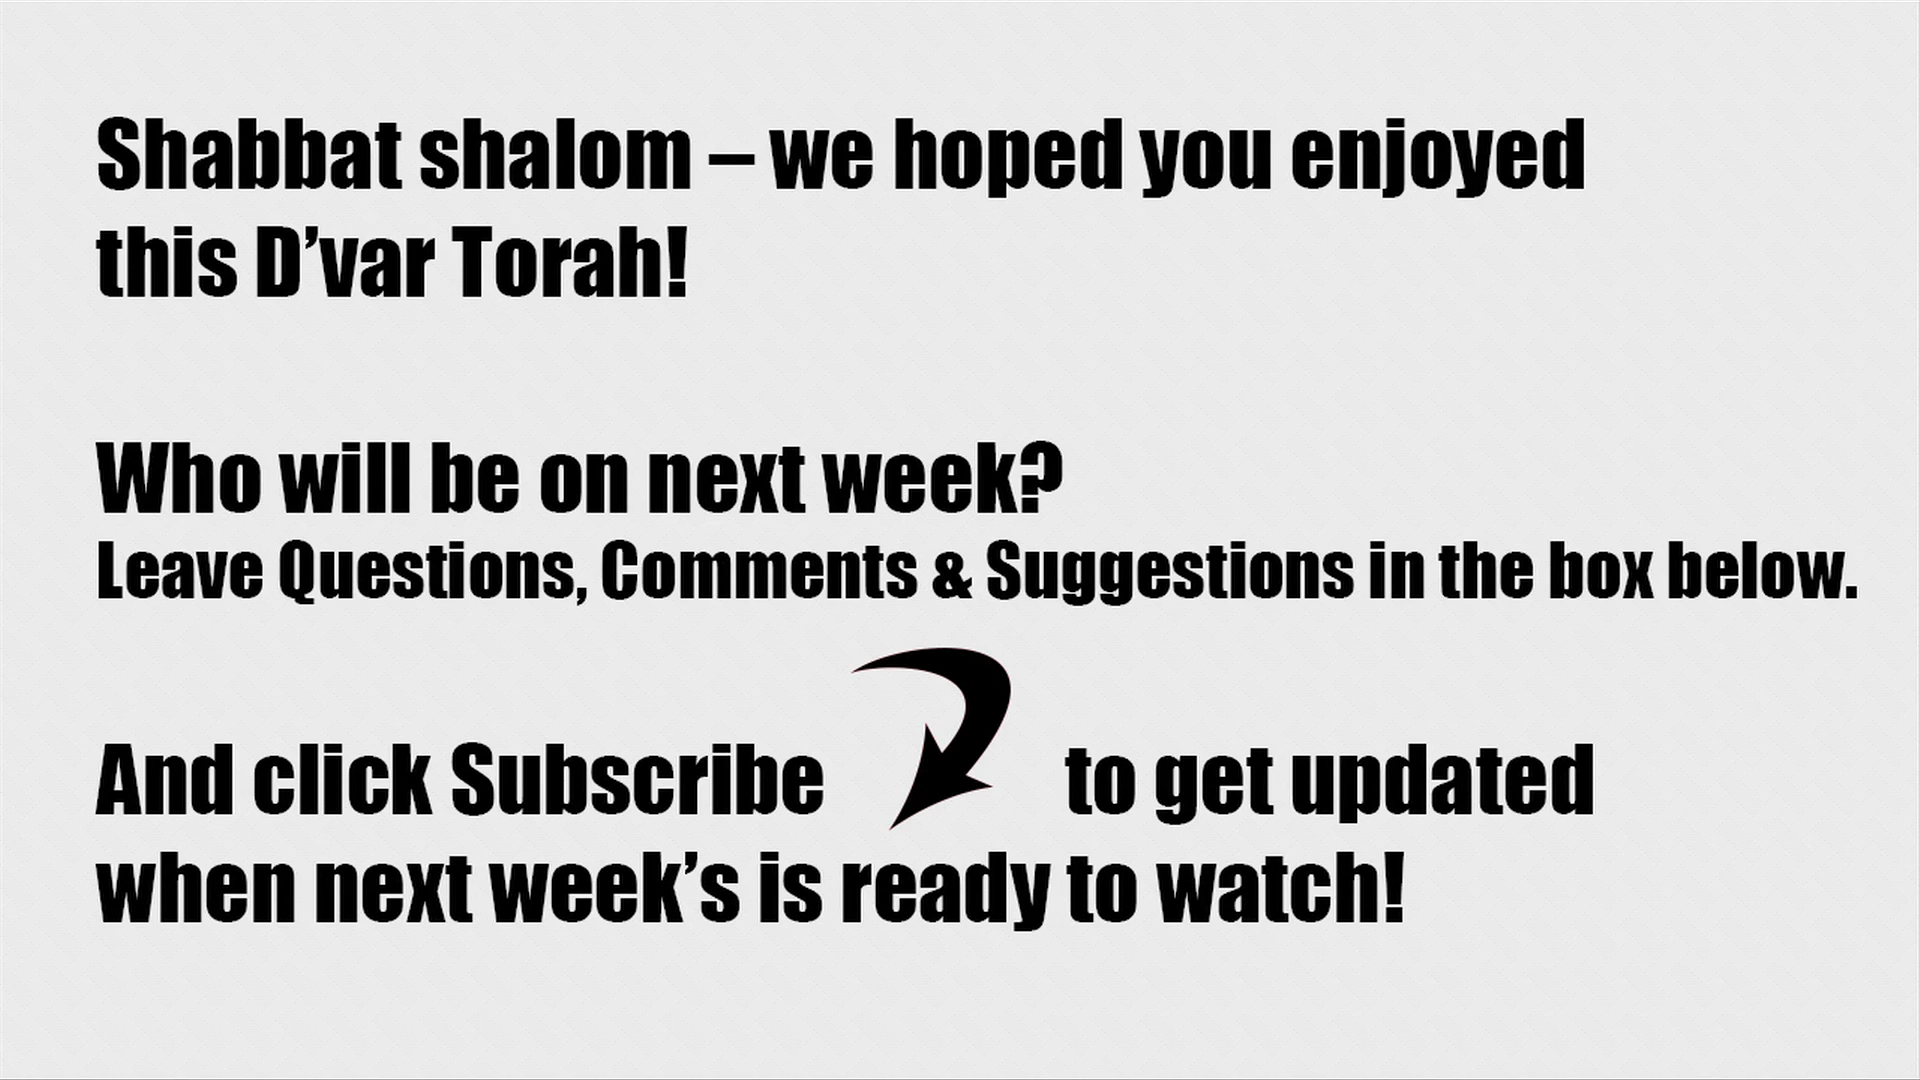 Shabbat shalom – we hoped you enjoyed
this D’var Torah!
Who will be on next week?
Leave Questions, Comments & Suggestions in the box below.
And click Subscribe to get updated
when next week’s is ready to watch!